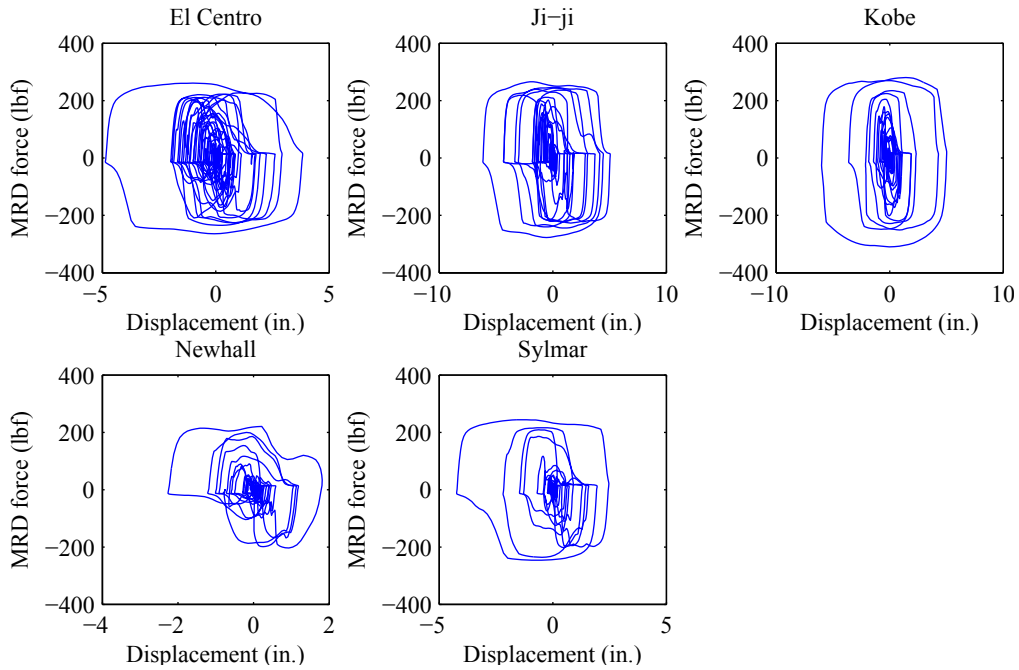 El Centro
Ji−ji
Kobe
MRD force (lbf)
400
200
0
−200
−400
−5
0
5
Displacement (in.)
MRD force (lbf)
400
200
0
−200
−400
−10
0
10
Displacement (in.)
MRD force (lbf)
400
200
0
−200
−400
−10
0
10
Displacement (in.)
Newhall
Sylmar
MRD force (lbf)
400
200
0
−200
−400
−4
−2
0
2
Displacement (in.)
MRD force (lbf)
400
200
0
−200
−400
−5
0
5
Displacement (in.)